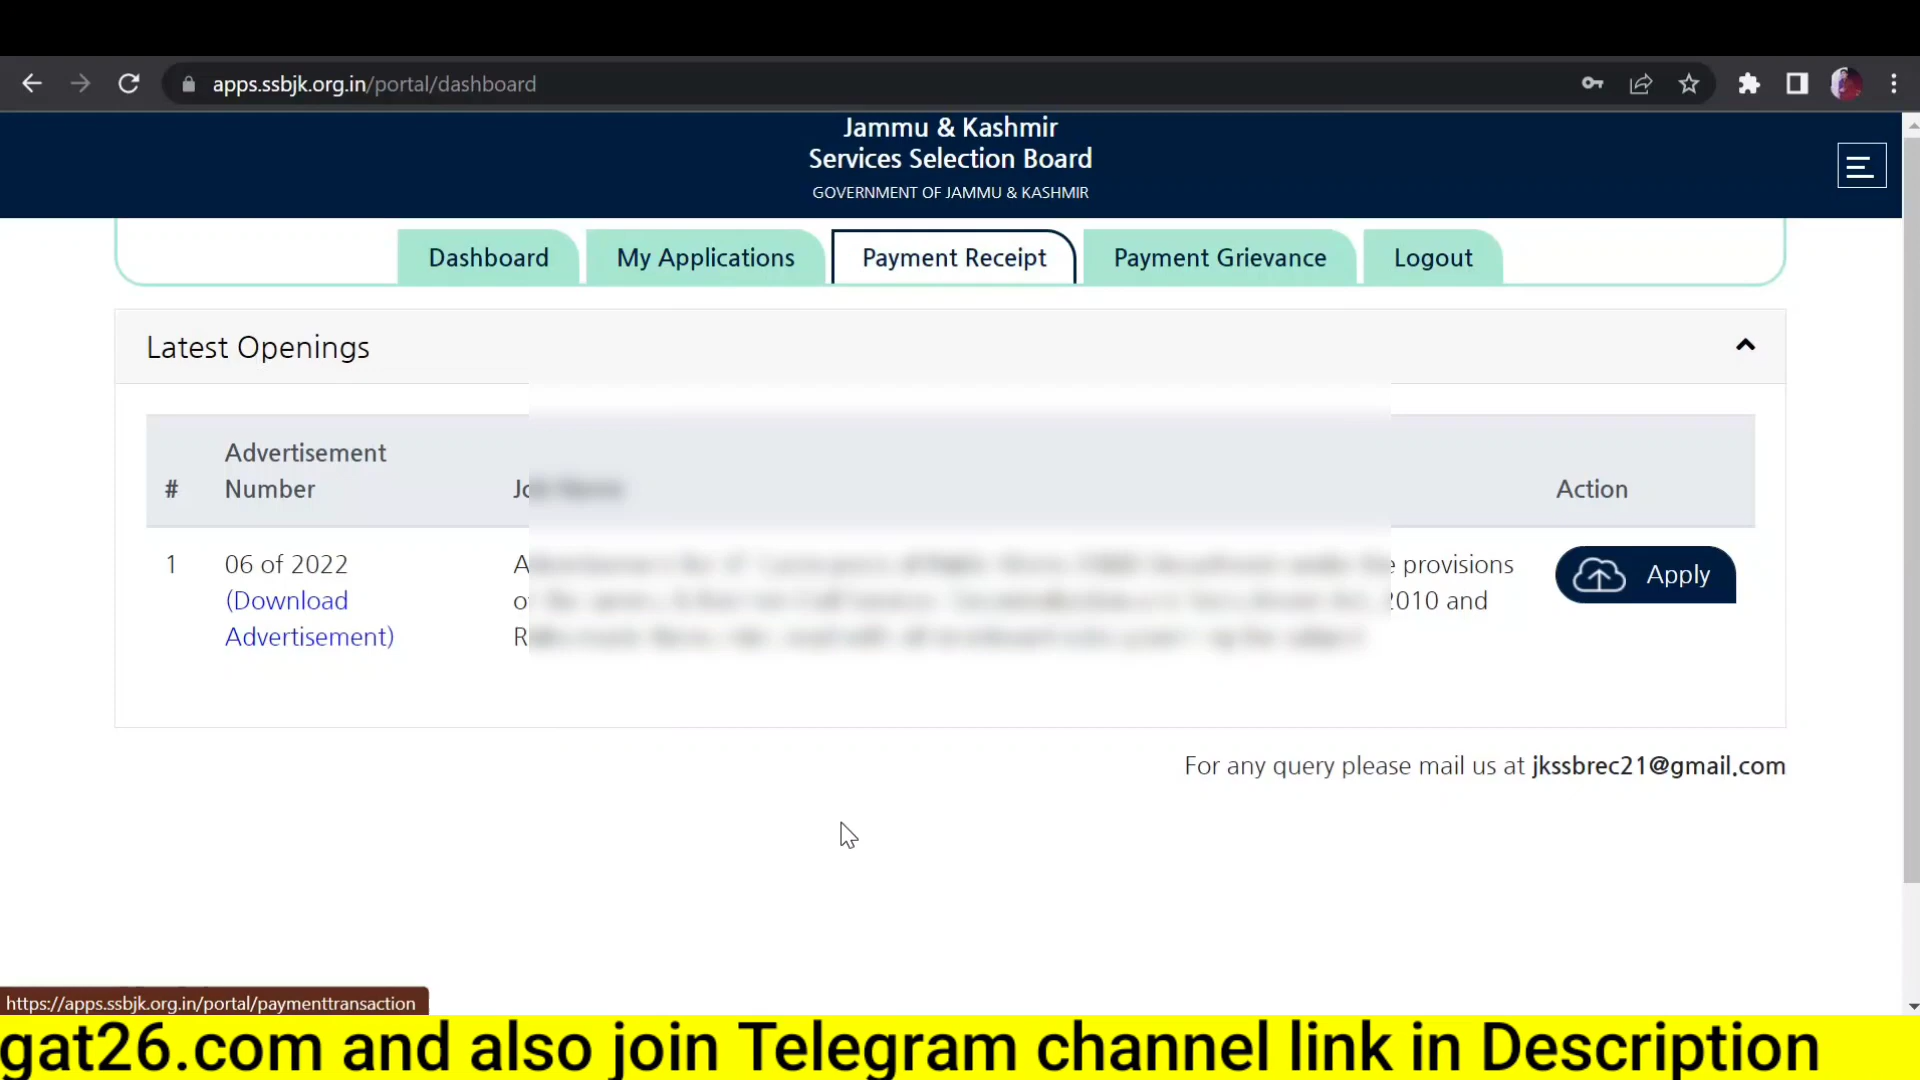 apps.ssbjk.org.in/portal/dashboard
Jammu & Kashmir
Services Selection Board
GOVERNMENT OF JAMMU & KASHMIR
Dashboard My Applications Payment Receipt Payment Grievance Logout
Latest Openings
Advertisement
# Number Action
1 06 of 2022 provisions Apply
(Download 2010 and
Advertisement)
For any query please mail us at jkssbrec21@gmail.com
https://apps.ssbjk.org.in/portal/paymenttransaction
gat26.com and also join Telegram channel link in Description